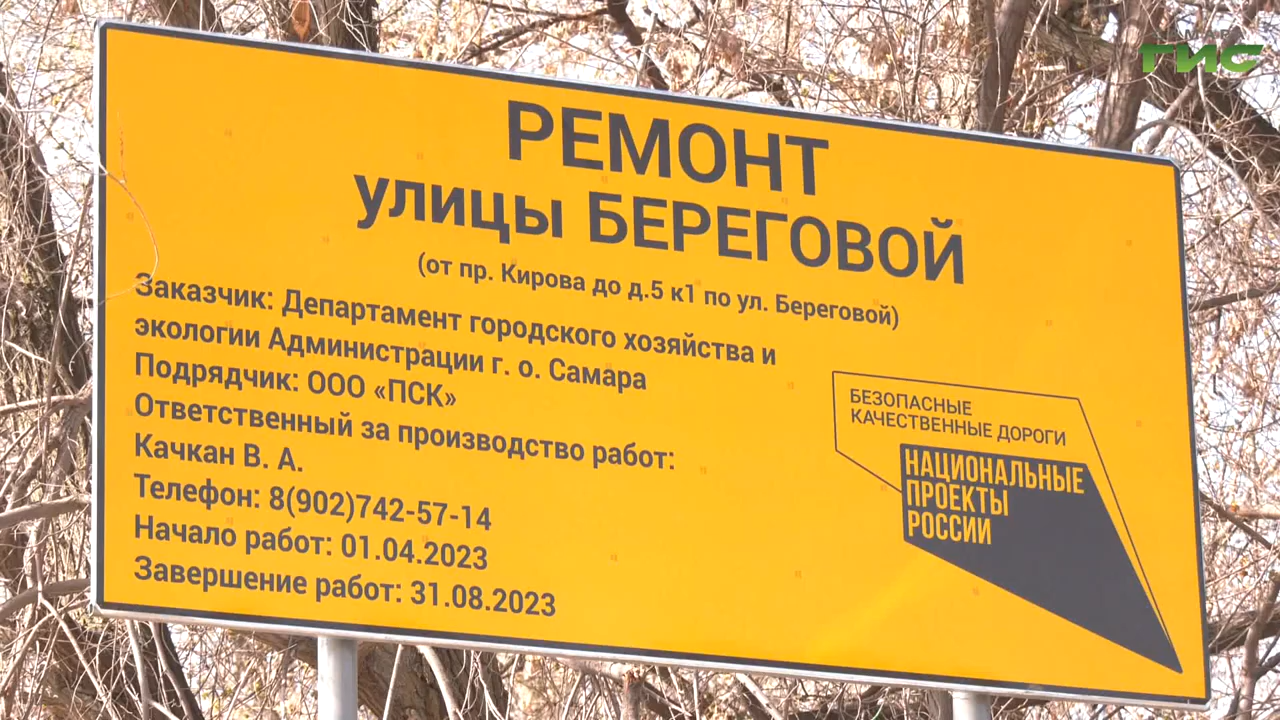 ГИС
РЕМОНТ
улицы БЕРЕГОВОЙ
(от пр. Кирова до д.5 к1 по ул. Береговой)
Заказчик: Департамент городского хозяйства и
экологии Администрации г. о. Самара
Подрядчик: ООО «ПСК»
Ответственный за производство работ:
Качкан В. А.
Телефон: 8(902)742-57-14
Начало работ: 01.04.2023
Завершение работ: 31.08.2023
БЕЗОПАСНЫЕ
КАЧЕСТВЕННЫЕ ДОРОГИ
НАЦИОНАЛЬНЫЕ
ПРОЕКТЫ
РОССИИ